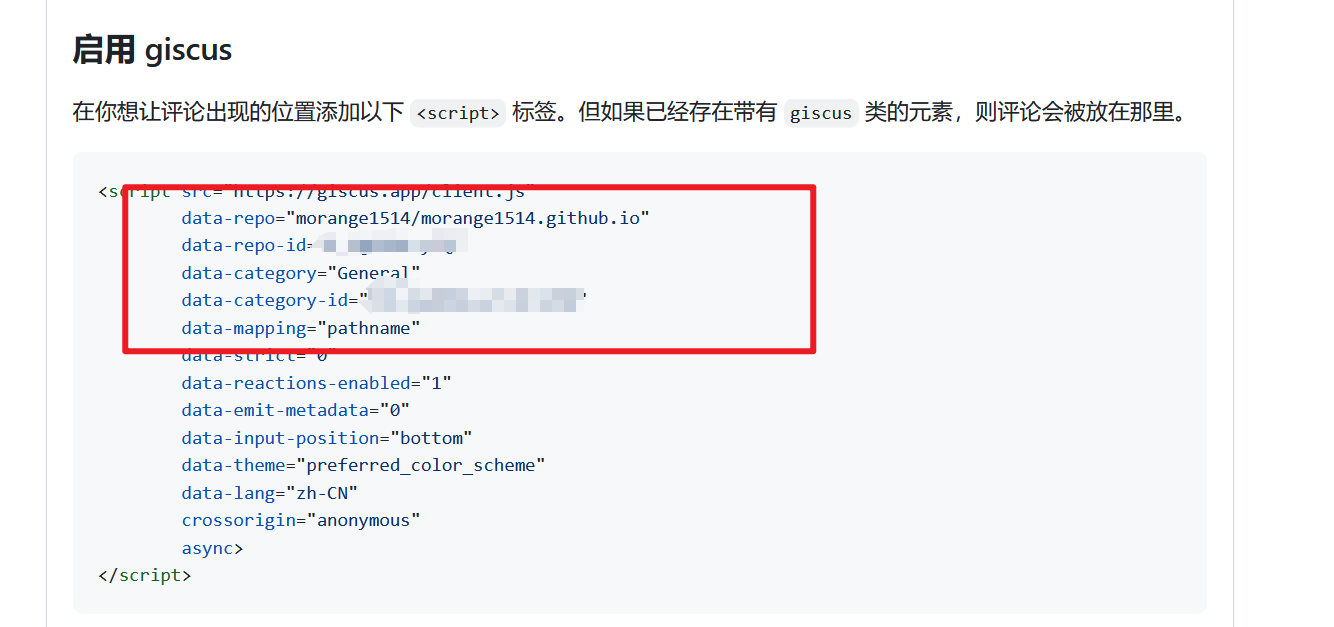 启用 giscus
在你想让评论出现的位置添加以下 <script> 标签。但如果已经存在带有 giscus 类的元素，则评论会被放在那里。
<script src="https://giscus.app/client.js"
data-repo="morange1514/morange1514.github.io"
data-repo-id=
data-category="General"
data-category-id="
data-mapping="pathname"
data-strict="0"
data-reactions-enabled="1"
data-emit-metadata="0"
data-input-position="bottom"
data-theme="preferred_color_scheme"
data-lang="zh-CN"
crossorigin="anonymous"
async>
</script>